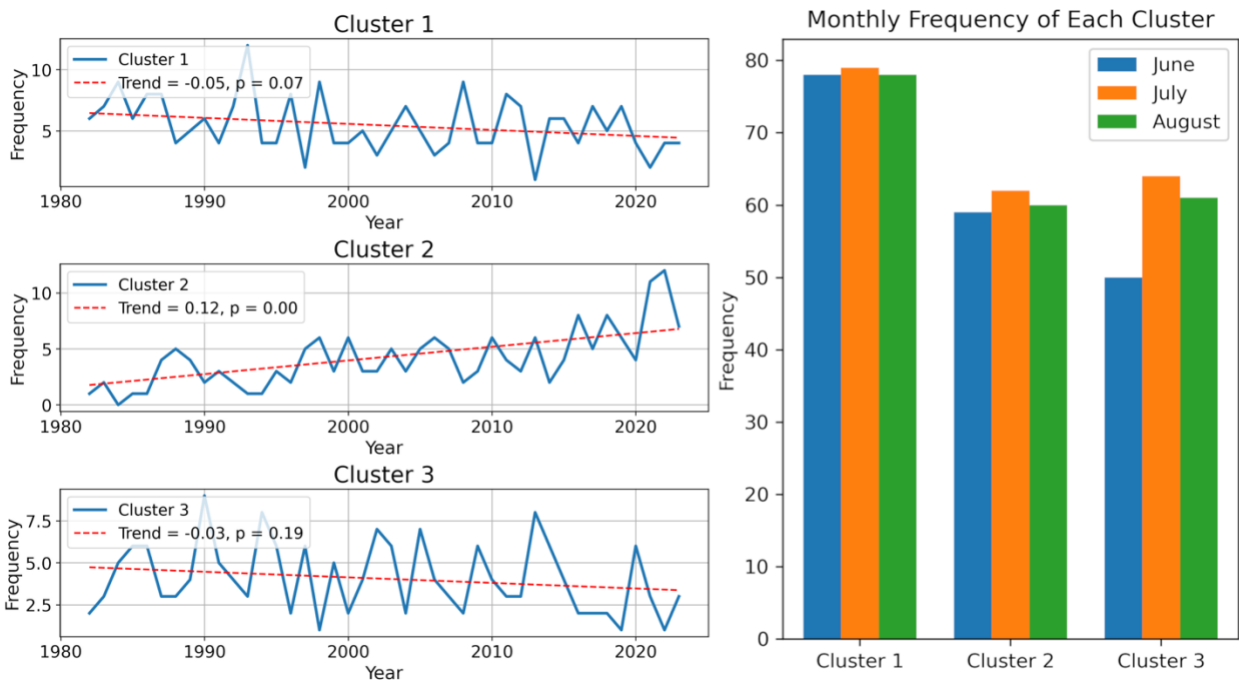 Cluster 1
Cluster 1
Trend = -0.05, p = 0.07
Frequency
10
5
1980 1990 2000 2010 2020
Year
Cluster 2
Cluster 2
Trend = 0.12, p = 0.00
Frequency
10
5
0
1980 1990 2000 2010 2020
Year
Cluster 3
Cluster 3
Trend = -0.03, p = 0.19
Frequency
7.5
5.0
2.5
1980 1990 2000 2010 2020
Year
Monthly Frequency of Each Cluster
June
July
August
Frequency
80
70
60
50
40
30
20
10
0
Cluster 1 Cluster 2 Cluster 3